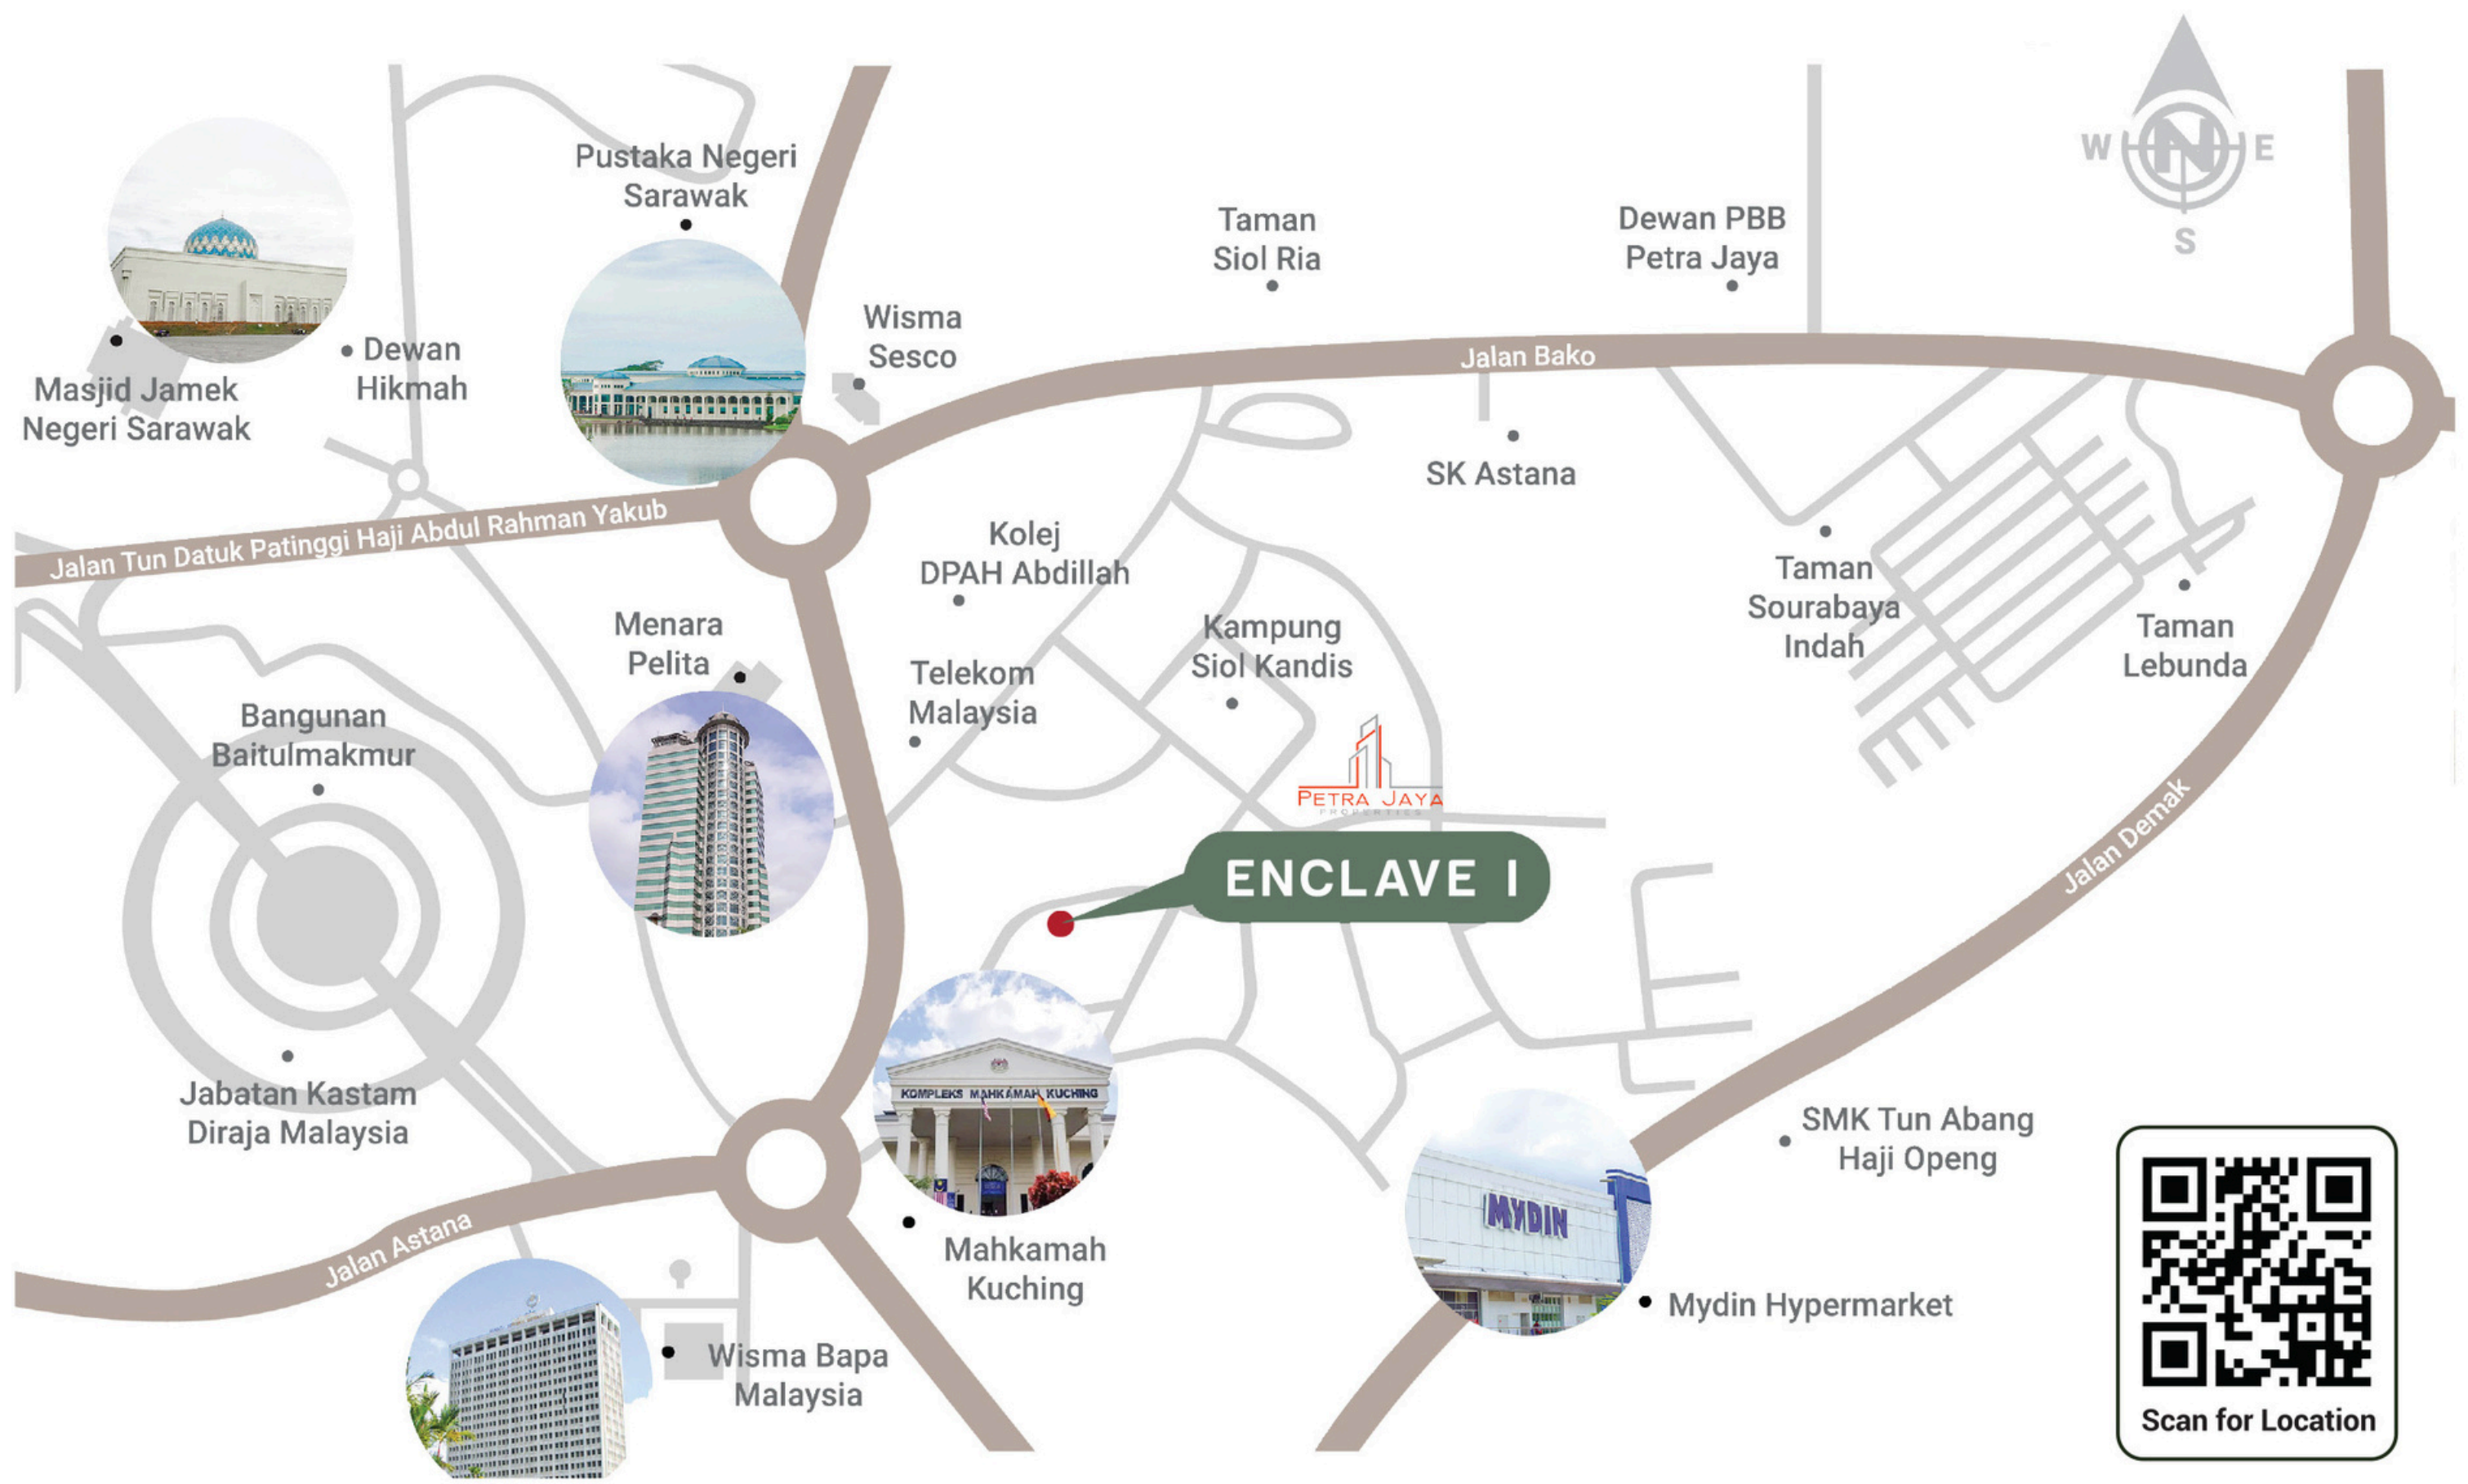 N
W
E
S
Pustaka Negeri
Sarawak
Taman
Siol Ria
Dewan PBB
Petra Jaya
Wisma
Sesco
Dewan
Hikmah
Masjid Jamek
Negeri Sarawak
Jalan Bako
SK Astana
Jalan Tun Datuk Patinggi Haji Abdul Rahman Yakub
Kolej
DPAH Abdillah
Menara
Pelita
Telekom
Malaysia
Kampung
Siol Kandis
Taman
Sourabaya
Indah
Taman
Lebunda
Bangunan
Baitulmakmur
PETRA JAYA
PROPERTIES
ENCLAVE I
Jalan Demak
Jabatan Kastam
Diraja Malaysia
KOMPLEKS MAHKAMAH KUCHING
Mahkamah
Kuching
SMK Tun Abang
Haji Openg
MYDIN
Mydin Hypermarket
Jalan Astana
Wisma Bapa
Malaysia
Scan for Location